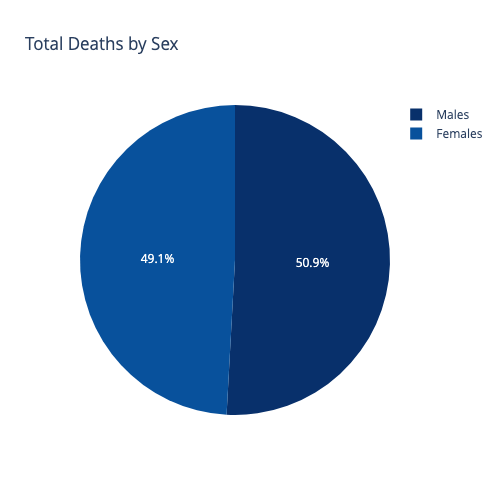 Total Deaths by Sex
Males
Females
49.1%
50.9%